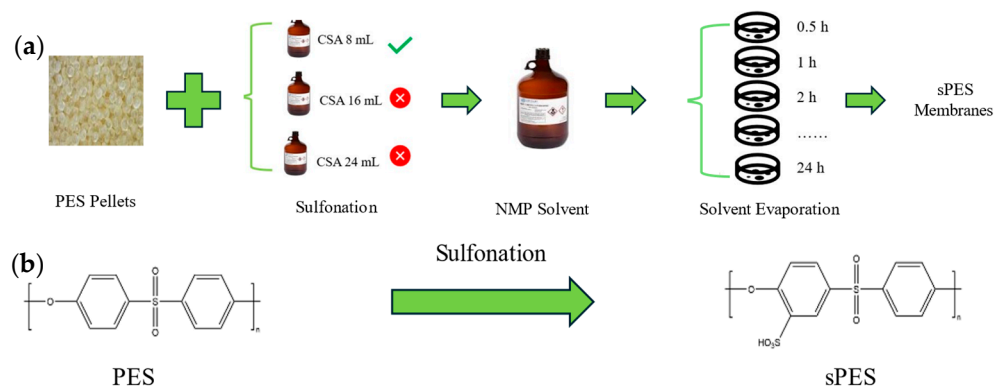 (a)
CSA 8 mL
CSA 16 mL
CSA 24 mL
0.5 h
1 h
2 h
……
24 h
sPES
Membranes
PES Pellets
Sulfonation
NMP Solvent
Solvent Evaporation
(b)
Sulfonation
O
S
O
O
n
O
S
O
O
HO3S
n
PES
sPES